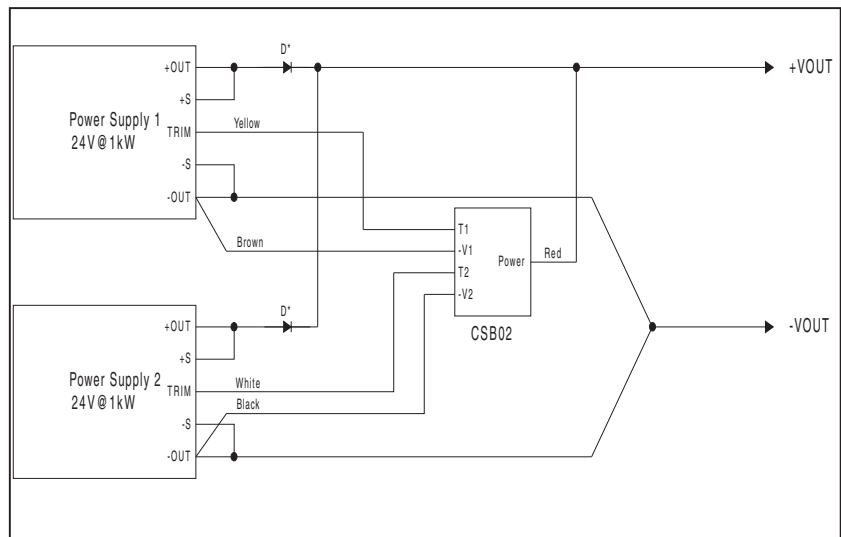 D*
+OUT
+VOUT
+S
Power Supply 1
24V@1kW
TRIM
Yellow
-S
-OUT
T1
Brown
-V1
Power
Red
T2
-V2
D*
+OUT
-VOUT
CSB02
+S
Power Supply 2
24V@1kW
TRIM
White
Black
-S
-OUT